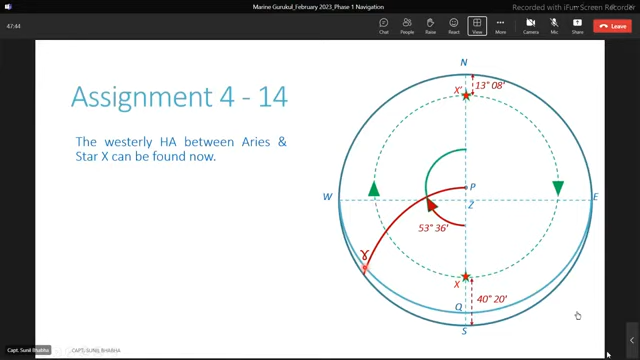 47:44
Marine Gurukul_February 2023_Phase 1 Navigation
Recorded with iFun Screen Recorder
Chat
People
Raise
React
View
More
Camera
Mic
Share
Leave
Assignment 4 - 14
The westerly HA between Aries &
Star X can be found now.
N
X'
13° 08'
W
P
E
Z
53° 36'
ɤ
X
40° 20'
Q
S
Capt. Sunil Bhabha
CAPT. SUNIL BHABHA